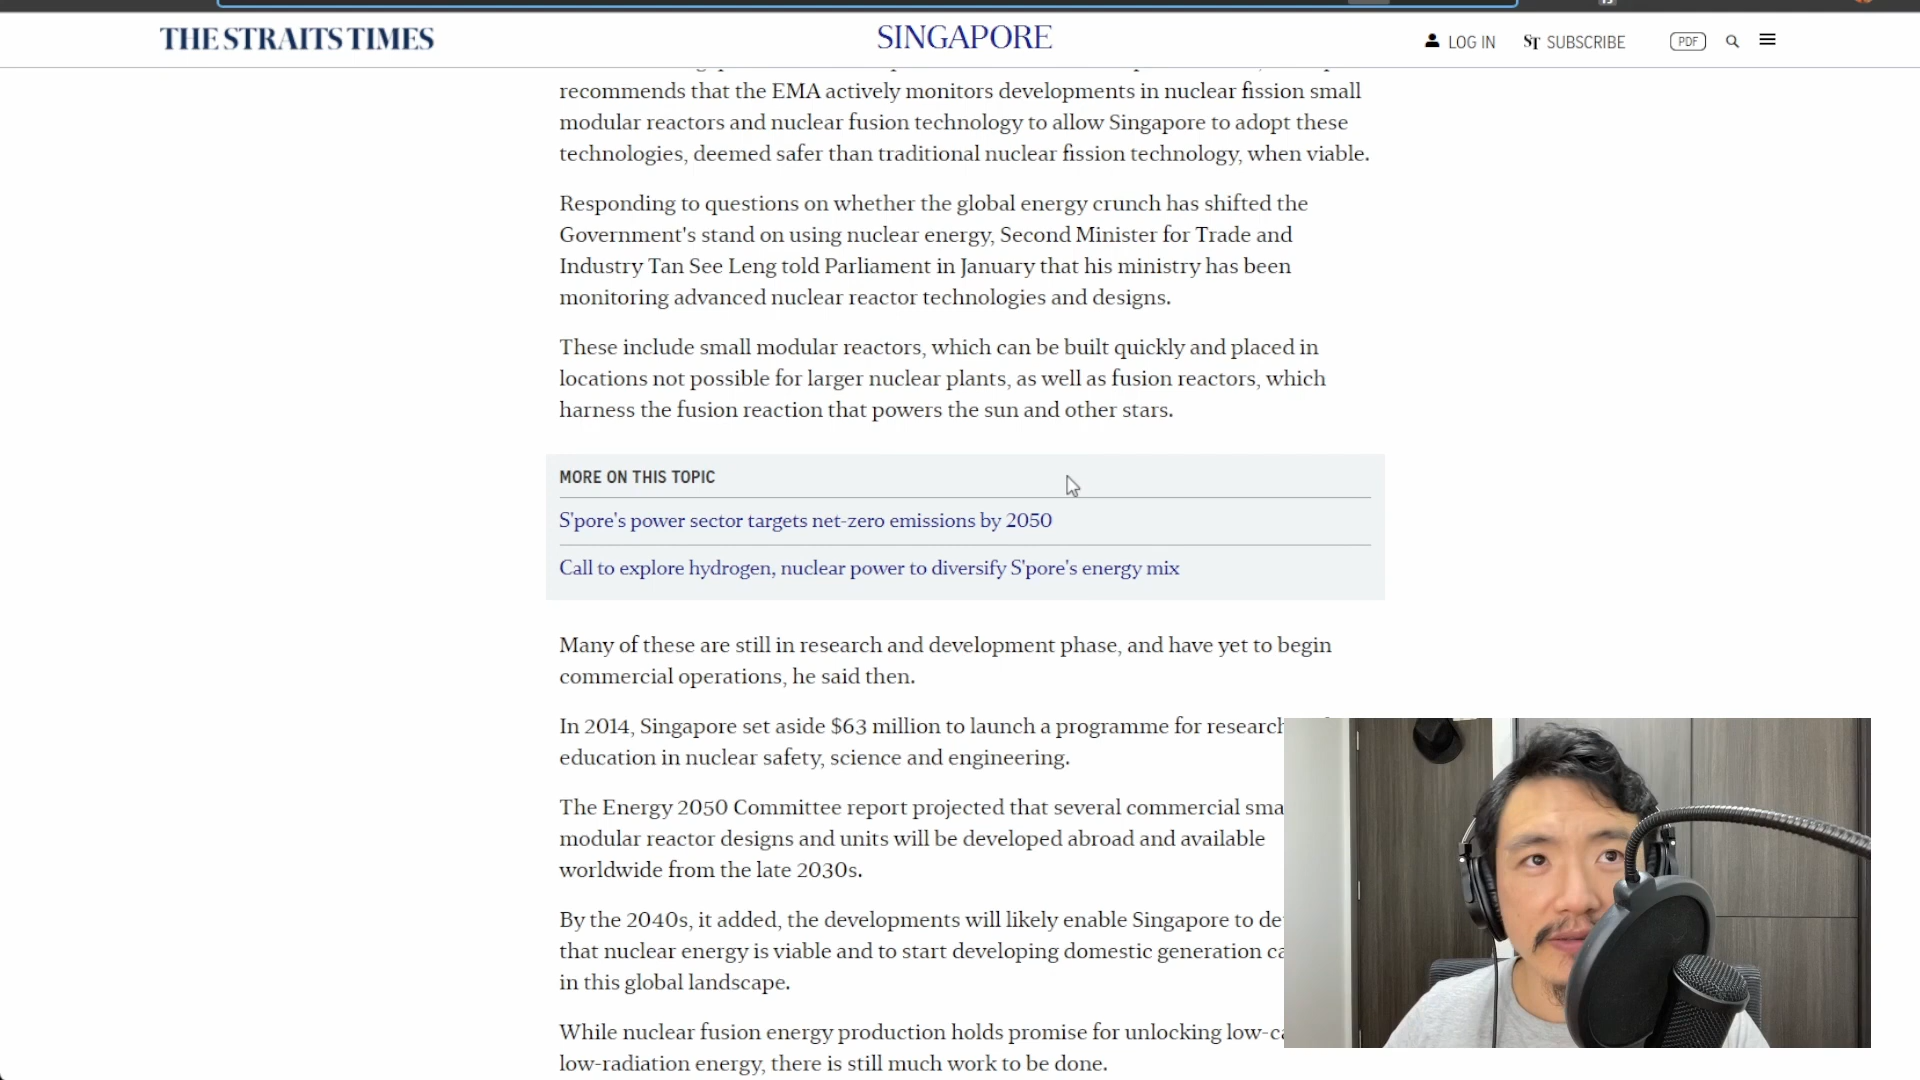 THE STRAITS TIMES
SINGAPORE
LOG IN
ST SUBSCRIBE
PDF
recommends that the EMA actively monitors developments in nuclear fission small
modular reactors and nuclear fusion technology to allow Singapore to adopt these
technologies, deemed safer than traditional nuclear fission technology, when viable.
Responding to questions on whether the global energy crunch has shifted the
Government's stand on using nuclear energy, Second Minister for Trade and
Industry Tan See Leng told Parliament in January that his ministry has been
monitoring advanced nuclear reactor technologies and designs.
These include small modular reactors, which can be built quickly and placed in
locations not possible for larger nuclear plants, as well as fusion reactors, which
harness the fusion reaction that powers the sun and other stars.
MORE ON THIS TOPIC
S'pore's power sector targets net-zero emissions by 2050
Call to explore hydrogen, nuclear power to diversify S'pore's energy mix
Many of these are still in research and development phase, and have yet to begin
commercial operations, he said then.
In 2014, Singapore set aside $63 million to launch a programme for research
education in nuclear safety, science and engineering.
The Energy 2050 Committee report projected that several commercial sma
modular reactor designs and units will be developed abroad and available
worldwide from the late 2030s.
By the 2040s, it added, the developments will likely enable Singapore to de
that nuclear energy is viable and to start developing domestic generation ca
in this global landscape.
While nuclear fusion energy production holds promise for unlocking low-ca
low-radiation energy, there is still much work to be done.